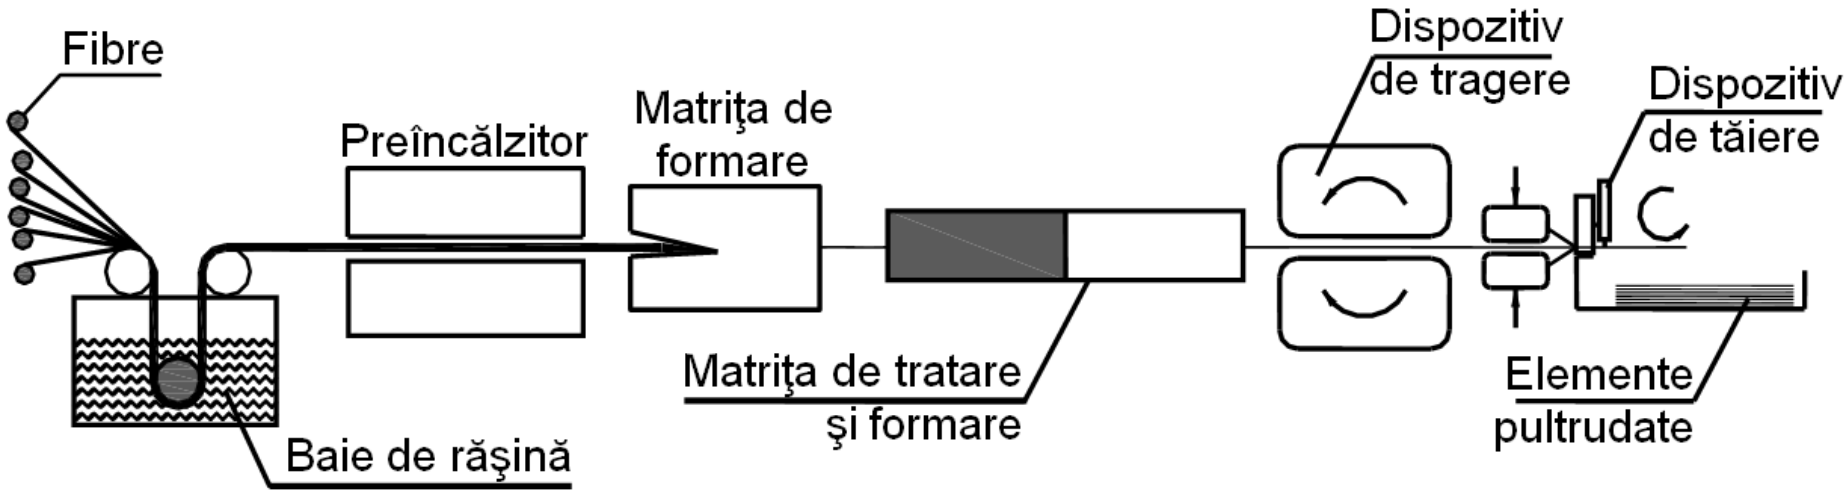 Fibre
Preîncălzitor
Matriţa de
formare
Dispozitiv
de tragere
Dispozitiv
de tăiere
Baie de răşină
Matriţa de tratare
şi formare
Elemente
pultrudate